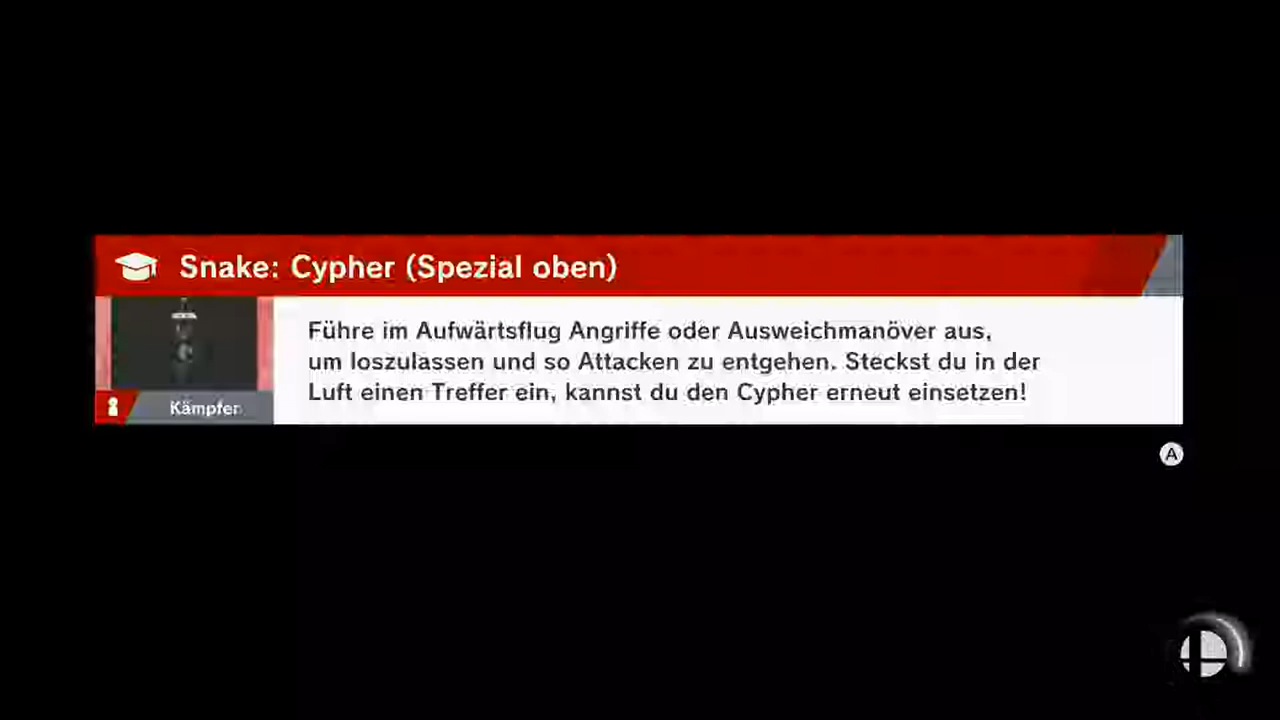 Snake: Cypher (Spezial oben)
Führe im Aufwärtsflug Angriffe oder Ausweichmanöver aus,
um loszulassen und so Attacken zu entgehen. Steckst du in der
Luft einen Treffer ein, kannst du den Cypher erneut einsetzen!
Kämpfer
A